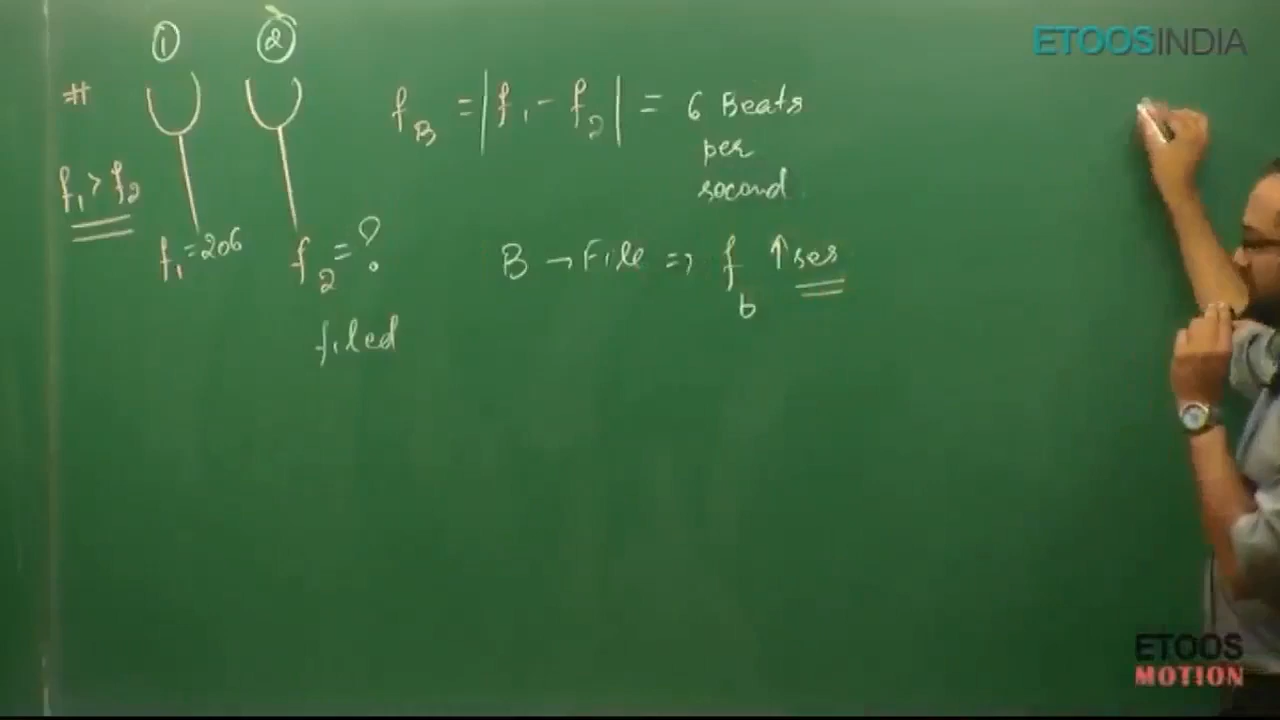 ETOOSINDIA
① ②
#
f₁ > f₂
f₁ = 206 f₂ = ?
filed
f_B = |f₁ - f₂| = 6 Beats
per
second
B → File => f_b ↑ses
ETOOS
MOTION